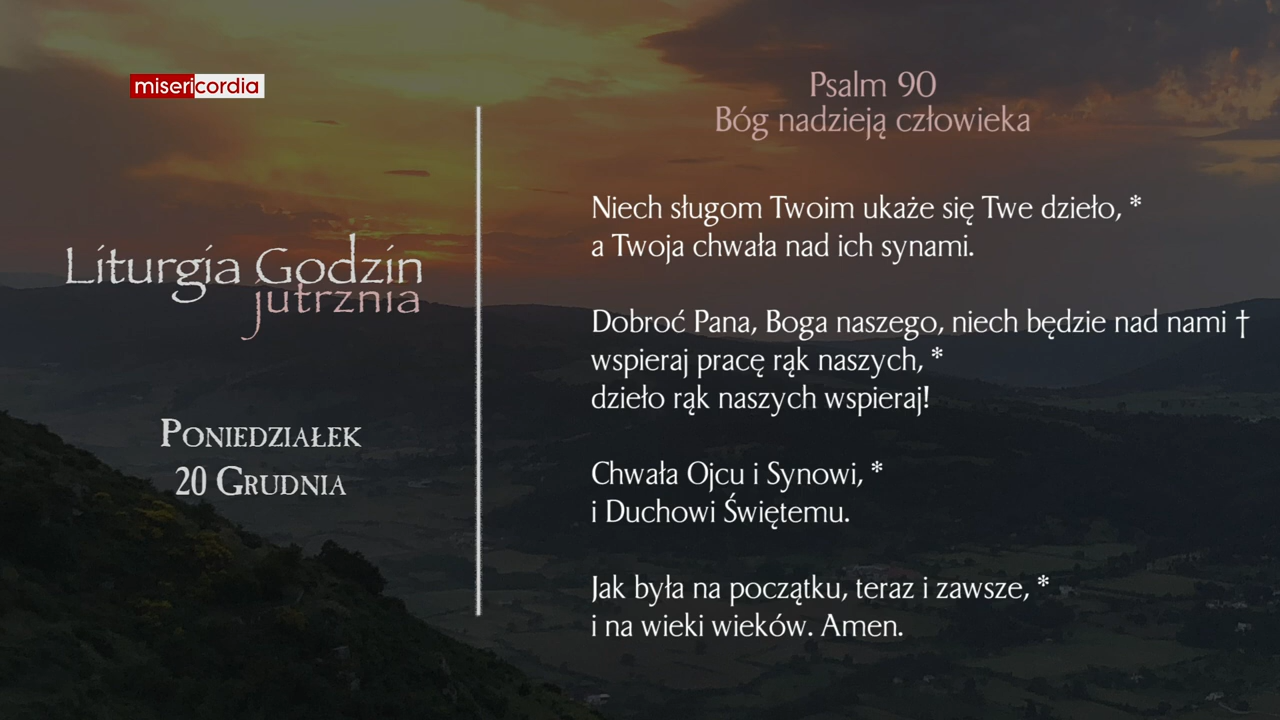 misericordia
Liturgia Godzin
jutrznia
Poniedziałek
20 Grudnia
Psalm 90
Bóg nadzieją człowieka
Niech sługom Twoim ukaże się Twe dzieło, *
a Twoja chwała nad ich synami.
Dobroć Pana, Boga naszego, niech będzie nad nami †
wspieraj pracę rąk naszych, *
dzieło rąk naszych wspieraj!
Chwała Ojcu i Synowi, *
i Duchowi Świętemu.
Jak była na początku, teraz i zawsze, *
i na wieki wieków. Amen.